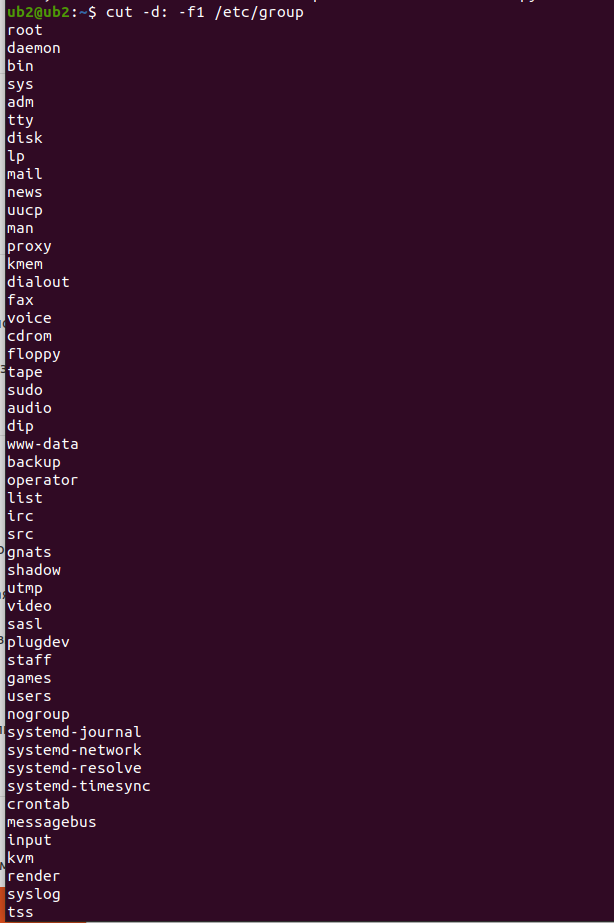 ub2@ub2:~$ cut -d: -f1 /etc/group
root
daemon
bin
sys
adm
tty
disk
lp
mail
news
uucp
man
proxy
kmem
dialout
fax
voice
cdrom
floppy
tape
sudo
audio
dip
www-data
backup
operator
list
irc
src
gnats
shadow
utmp
video
sasl
plugdev
staff
games
users
nogroup
systemd-journal
systemd-network
systemd-resolve
systemd-timesync
crontab
messagebus
input
kvm
render
syslog
tss